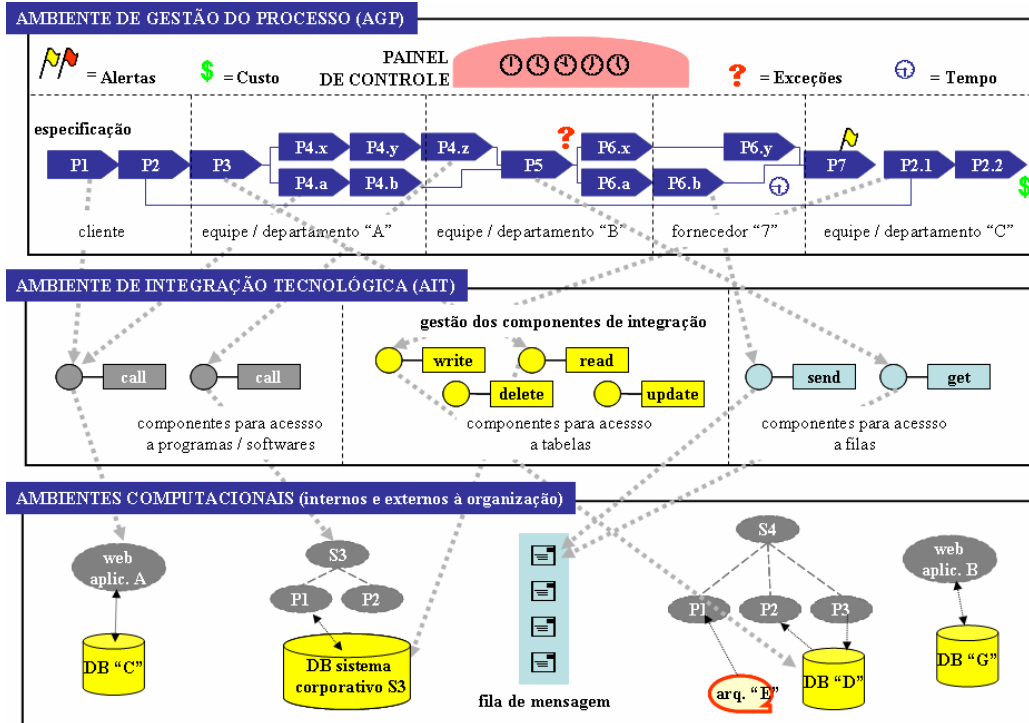 AMBIENTE DE GESTÃO DO PROCESSO (AGP)
= Alertas
$ = Custo
PAINEL
DE CONTROLE
? = Exceções
= Tempo
especificação
P1
P2
P3
P4.x
P4.y
P4.z
P4.a
P4.b
P5
?
P6.x
P6.y
P6.a
P6.b
P7
P2.1
P2.2
$
cliente
equipe / departamento “A”
equipe / departamento “B”
fornecedor “7”
equipe / departamento “C”
AMBIENTE DE INTEGRAÇÃO TECNOLÓGICA (AIT)
gestão dos componentes de integração
call
call
write
read
delete
update
send
get
componentes para acessso
a programas / softwares
componentes para acessso
a tabelas
componentes para acessso
a filas
AMBIENTES COMPUTACIONAIS (internos e externos à organização)
web
aplic. A
DB “C”
S3
P1
P2
DB sistema
corporativo S3
fila de mensagem
S4
P1
P2
P3
arq. “E”
DB “D”
web
aplic. B
DB “G”